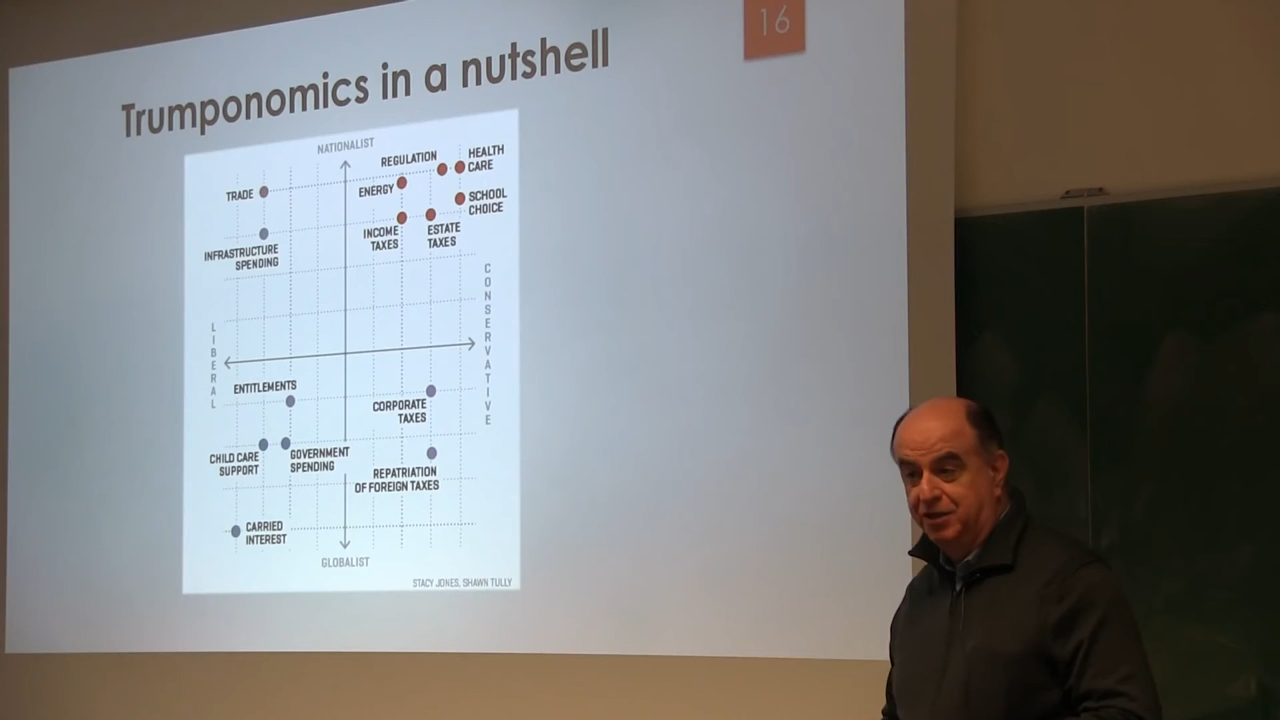 16
Trumponomics in a nutshell
NATIONALIST
REGULATION
HEALTH
CARE
TRADE
ENERGY
SCHOOL
CHOICE
INCOME
TAXES
ESTATE
TAXES
INFRASTRUCTURE
SPENDING
CONSERVATIVE
LIBERAL
ENTITLEMENTS
CORPORATE
TAXES
CHILD CARE
SUPPORT
GOVERNMENT
SPENDING
REPATRIATION
OF FOREIGN TAXES
CARRIED
INTEREST
GLOBALIST
STACY JONES, SHAWN TULLY